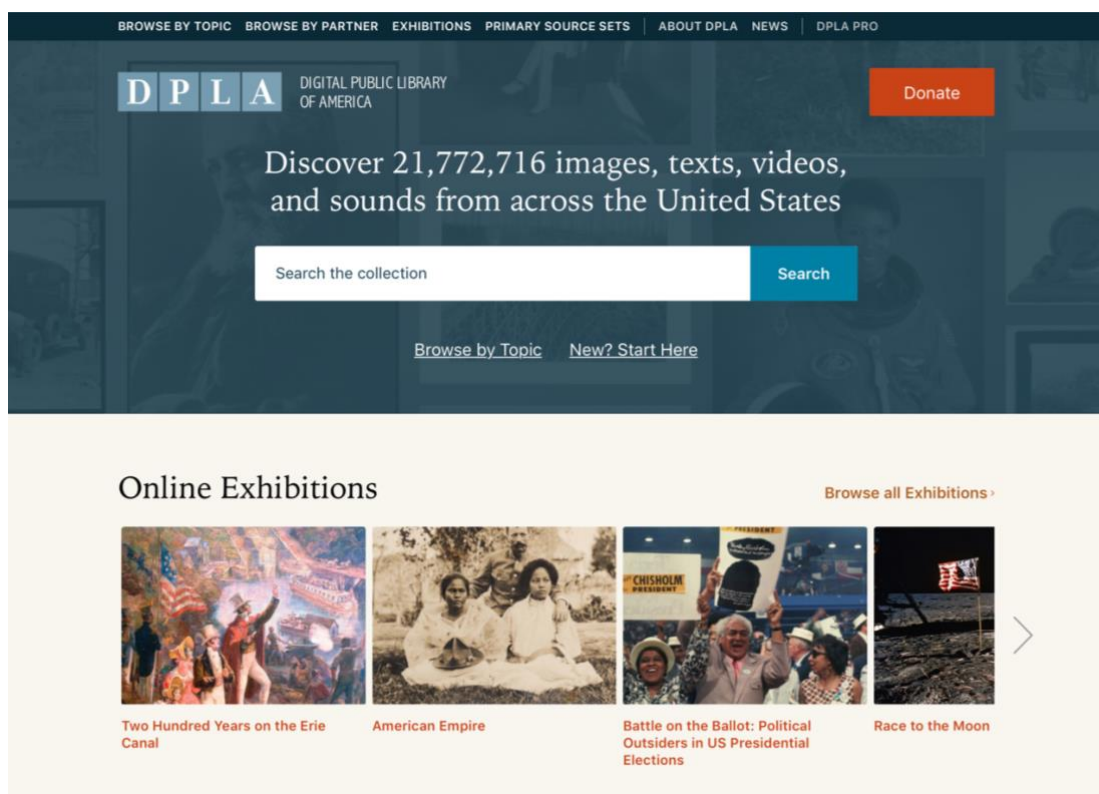 BROWSE BY TOPIC BROWSE BY PARTNER EXHIBITIONS PRIMARY SOURCE SETS ABOUT DPLA NEWS DPLA PRO
DPLA
DIGITAL PUBLIC LIBRARY
OF AMERICA
Donate
Discover 21,772,716 images, texts, videos,
and sounds from across the United States
Search the collection
Search
Browse by Topic New? Start Here
Online Exhibitions
Browse all Exhibitions ›
PRESIDENT
CHISHOLM
PRESIDENT
Two Hundred Years on the Erie
Canal
American Empire
Battle on the Ballot: Political
Outsiders in US Presidential
Elections
Race to the Moon